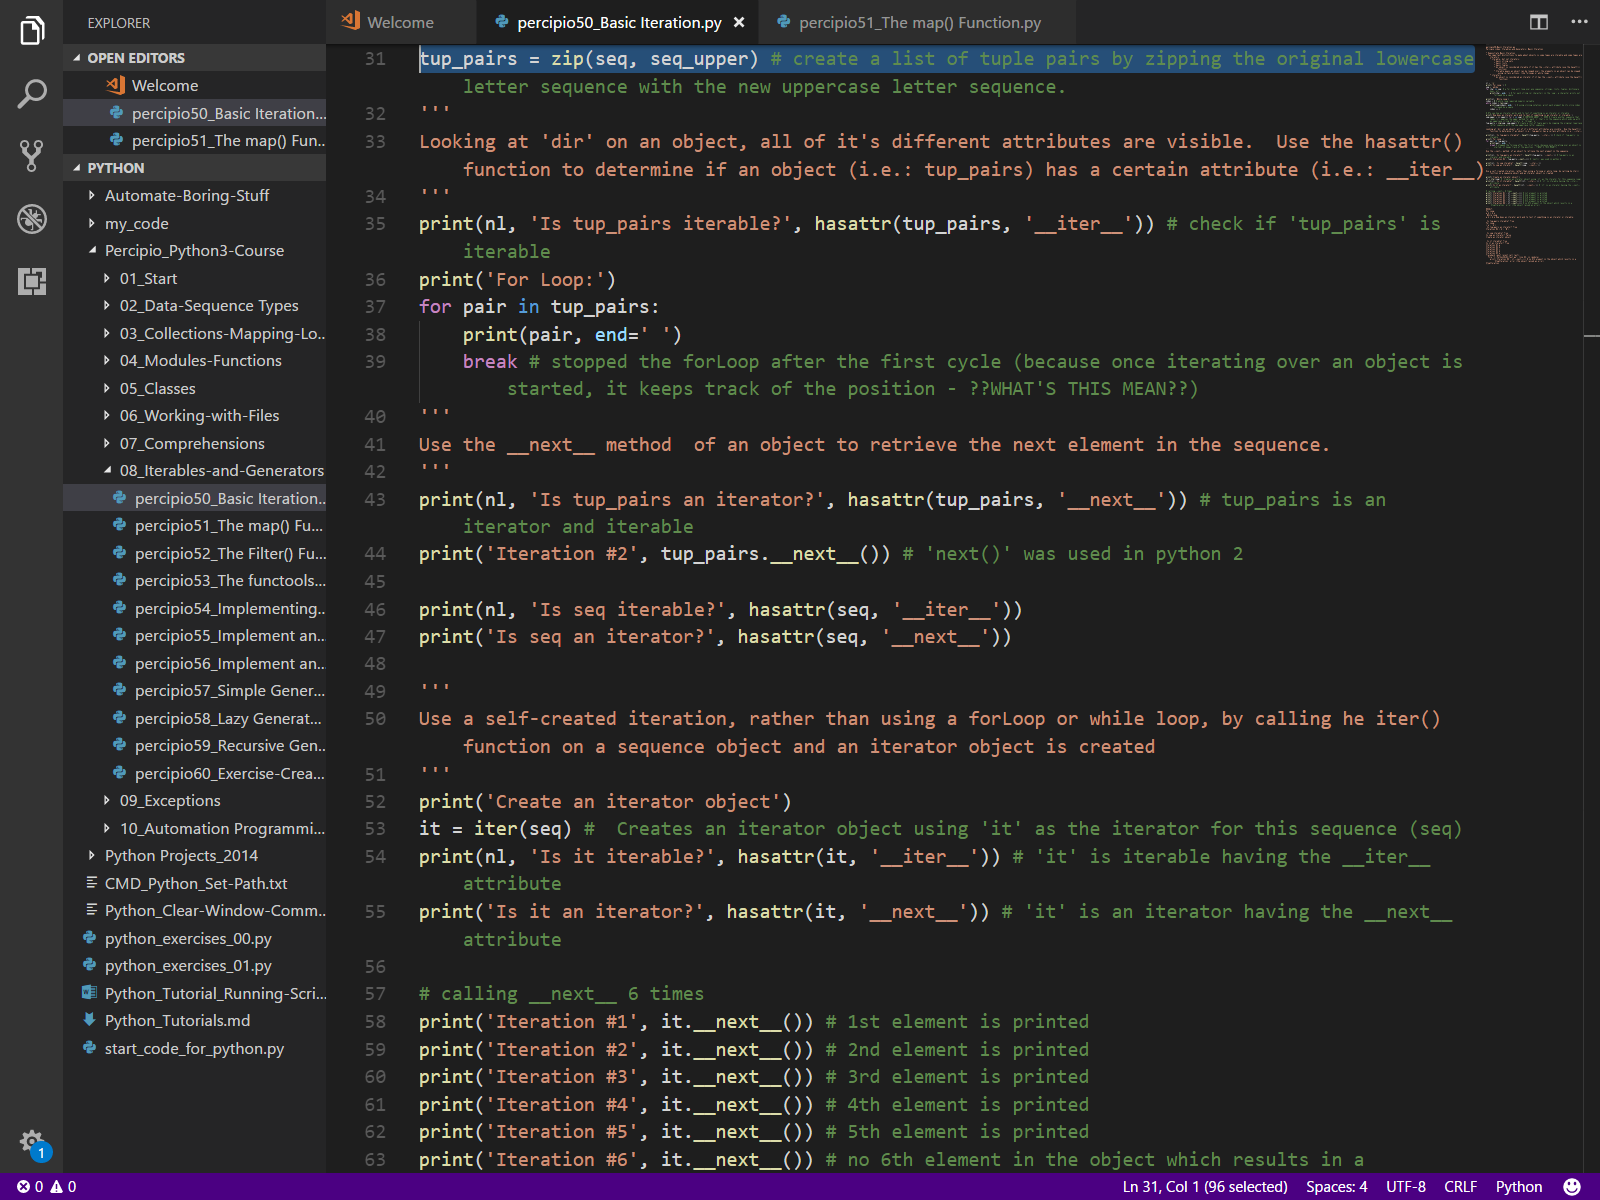 EXPLORER
Welcome
percipio50_Basic Iteration.py
percipio51_The map() Function.py
OPEN EDITORS
Welcome
percipio50_Basic Iteration...
percipio51_The map() Fun...
PYTHON
Automate-Boring-Stuff
my_code
Percipio_Python3-Course
01_Start
02_Data-Sequence Types
03_Collections-Mapping-Lo...
04_Modules-Functions
05_Classes
06_Working-with-Files
07_Comprehensions
08_Iterables-and-Generators
percipio50_Basic Iteration...
percipio51_The map() Fu...
percipio52_The Filter() Fu...
percipio53_The functools...
percipio54_Implementing...
percipio55_Implement an...
percipio56_Implement an...
percipio57_Simple Gener...
percipio58_Lazy Generat...
percipio59_Recursive Gen...
percipio60_Exercise-Crea...
09_Exceptions
10_Automation Programmi...
Python Projects_2014
CMD_Python_Set-Path.txt
Python_Clear-Window-Comm...
python_exercises_00.py
python_exercises_01.py
Python_Tutorial_Running-Scri...
Python_Tutorials.md
start_code_for_python.py
1
31 tup_pairs = zip(seq, seq_upper) # create a list of tuple pairs by zipping the original lowercase
letter sequence with the new uppercase letter sequence.
32 '''
33 Looking at 'dir' on an object, all of it's different attributes are visible.  Use the hasattr()
function to determine if an object (i.e.: tup_pairs) has a certain attribute (i.e.: __iter__)
34 '''
35 print(nl, 'Is tup_pairs iterable?', hasattr(tup_pairs, '__iter__')) # check if 'tup_pairs' is
iterable
36 print('For Loop:')
37 for pair in tup_pairs:
38 print(pair, end=' ')
39 break # stopped the forLoop after the first cycle (because once iterating over an object is
started, it keeps track of the position - ??WHAT'S THIS MEAN??)
40 '''
41 Use the __next__ method  of an object to retrieve the next element in the sequence.
42 '''
43 print(nl, 'Is tup_pairs an iterator?', hasattr(tup_pairs, '__next__')) # tup_pairs is an
iterator and iterable
44 print('Iteration #2', tup_pairs.__next__()) # 'next()' was used in python 2
45
46 print(nl, 'Is seq iterable?', hasattr(seq, '__iter__'))
47 print('Is seq an iterator?', hasattr(seq, '__next__'))
48
49 '''
50 Use a self-created iteration, rather than using a forLoop or while loop, by calling he iter()
function on a sequence object and an iterator object is created
51 '''
52 print('Create an iterator object')
53 it = iter(seq) #  Creates an iterator object using 'it' as the iterator for this sequence (seq)
54 print(nl, 'Is it iterable?', hasattr(it, '__iter__')) # 'it' is iterable having the __iter__
attribute
55 print('Is it an iterator?', hasattr(it, '__next__')) # 'it' is an iterator having the __next__
attribute
56
57 # calling __next__ 6 times
58 print('Iteration #1', it.__next__()) # 1st element is printed
59 print('Iteration #2', it.__next__()) # 2nd element is printed
60 print('Iteration #3', it.__next__()) # 3rd element is printed
61 print('Iteration #4', it.__next__()) # 4th element is printed
62 print('Iteration #5', it.__next__()) # 5th element is printed
63 print('Iteration #6', it.__next__()) # no 6th element in the object which results in a
0 0
Ln 31, Col 1 (96 selected) Spaces: 4 UTF-8 CRLF Python